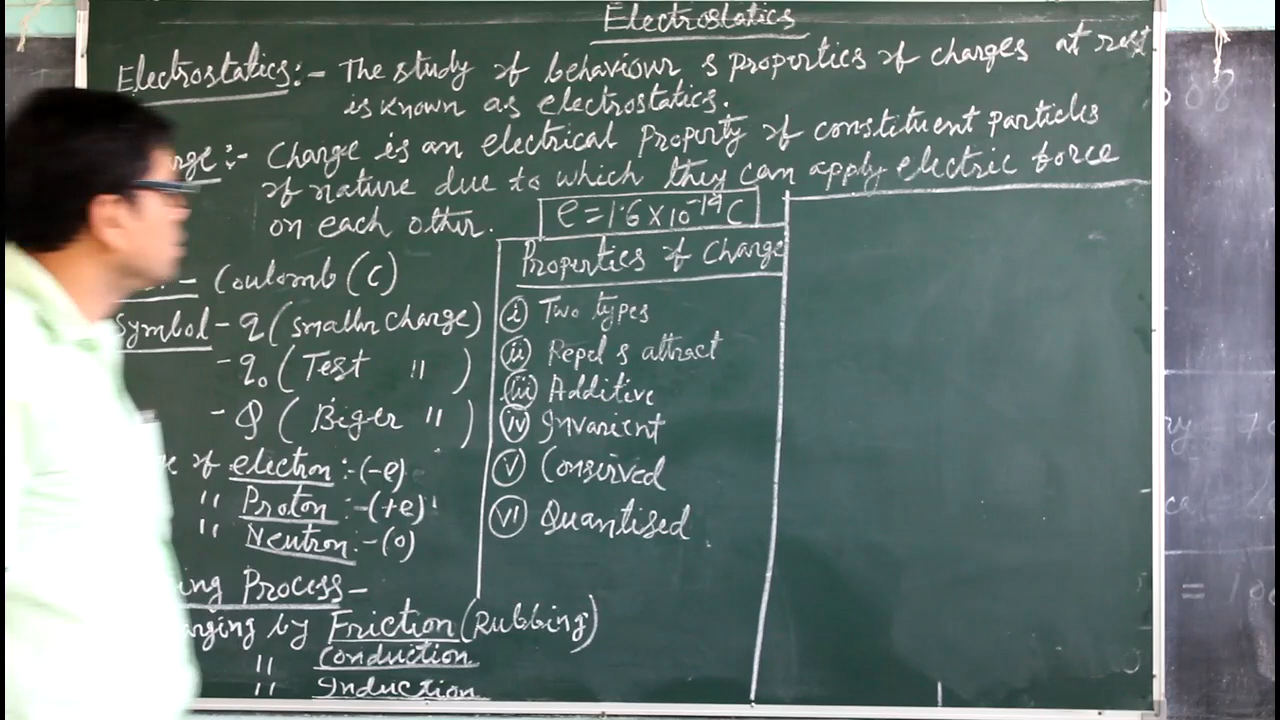 Electrostatics
Electrostatics:- The study of behaviour & properties of charges at rest
is known as electrostatics.
:- Charge is an electrical property of constituent particles
of nature due to which they can apply electric force
on each other.
e=1.6×10⁻¹⁹C
- Coulomb (C)
Symbol - q (smaller charge)
- q₀ (Test " )
- Q (Biger " )
of electron:-(-e)
" Proton:-(+e)
" Neutron:-(0)
Process-
by Friction (Rubbing)
" Conduction
" Induction
Properties of Charge
(i) Two types
(ii) Repel & attract
(iii) Additive
(iv) Invarient
(v) Conserved
(vi) Quantised